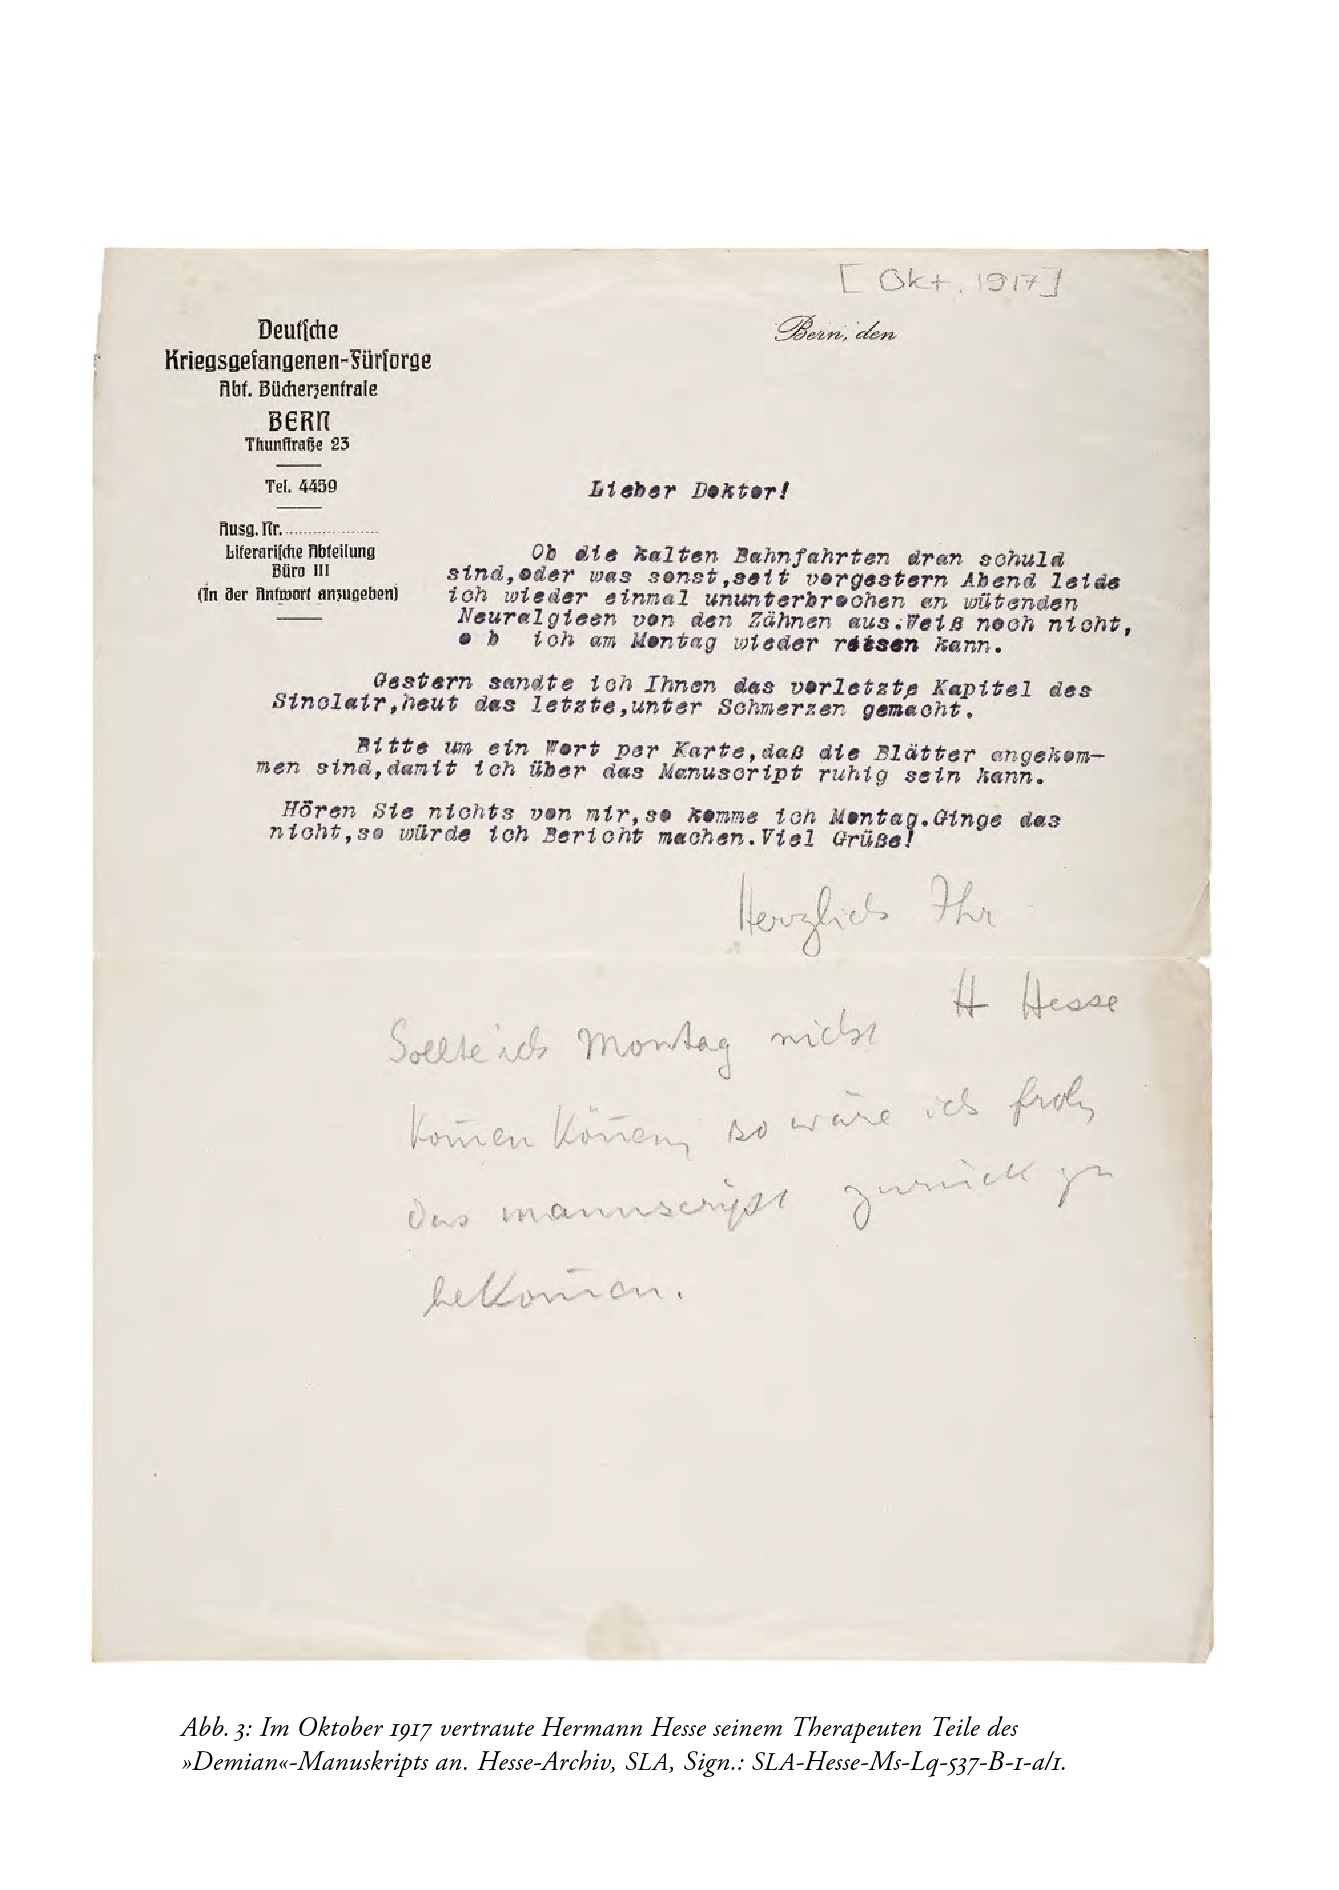 [Okt. 1917]
Deutsche
Kriegsgefangenen-Fürsorge
Abt. Bücherzentrale
BERN
Thunstraße 23
Tel. 4459
Ausg. Nr. ....................
Literarische Abteilung
Büro III
(In der Antwort anzugeben)
Bern, den
Lieber Doktor!
Ob die kalten Bahnfahrten dran schuld
sind,oder was sonst,seit vorgestern Abend leide
ich wieder einmal ununterbrochen an wütenden
Neuralgieen von den Zähnen aus.Weiß noch nicht,
o b ich am Montag wieder reisen kann.
Gestern sandte ich Ihnen das vorletzte Kapitel des
Sinclair,heut das letzte,unter Schmerzen gemacht.
Bitte um ein Wort per Karte,daß die Blätter angekom-
men sind,damit ich über das Manuscript ruhig sein kann.
Hören Sie nichts von mir,so komme ich Montag.Ginge das
nicht,so würde ich Bericht machen.Viel Grüße!
Herzlich Ihr
H Hesse
Sollte ich Montag nicht
kom̄en kön̄en, so wäre ich froh,
das Manuscript zurück zu
bekom̄en.
Abb. 3: Im Oktober 1917 vertraute Hermann Hesse seinem Therapeuten Teile des
»Demian«-Manuskripts an. Hesse-Archiv, SLA, Sign.: SLA-Hesse-Ms-Lq-537-B-1-a/1.